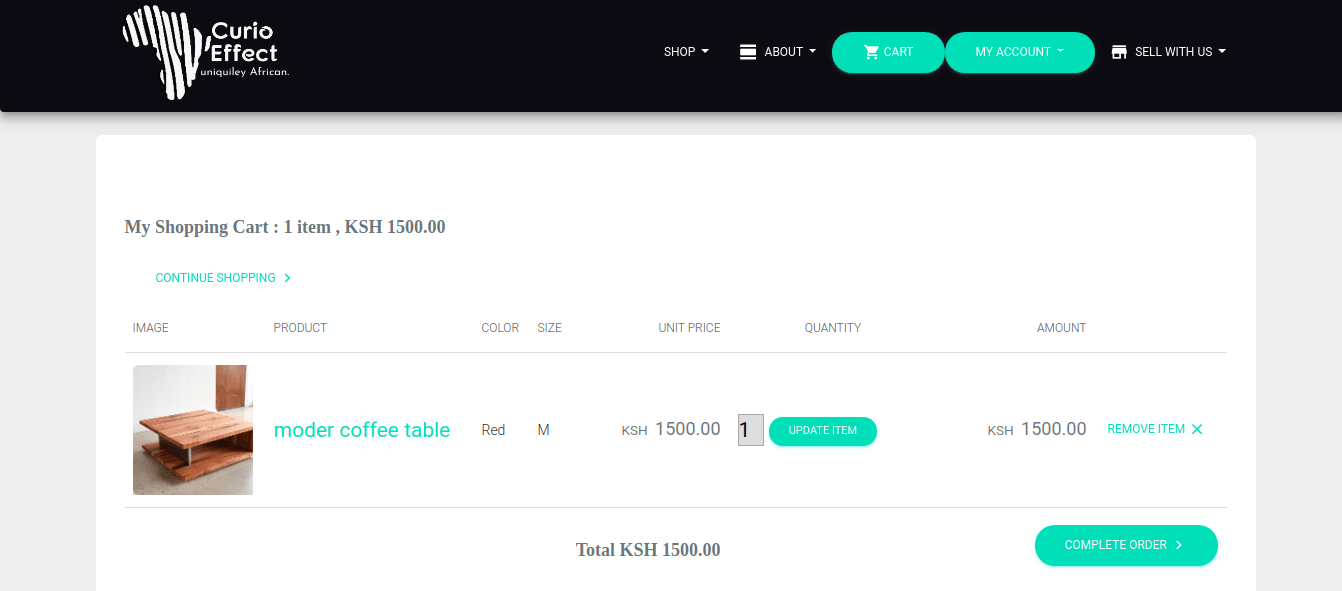 Curio
Effect
uniquiley African.
SHOP
ABOUT
CART
MY ACCOUNT
SELL WITH US
My Shopping Cart : 1 item , KSH 1500.00
CONTINUE SHOPPING
IMAGE PRODUCT COLOR SIZE UNIT PRICE QUANTITY AMOUNT
moder coffee table Red M KSH 1500.00 1 UPDATE ITEM KSH 1500.00 REMOVE ITEM
Total KSH 1500.00
COMPLETE ORDER